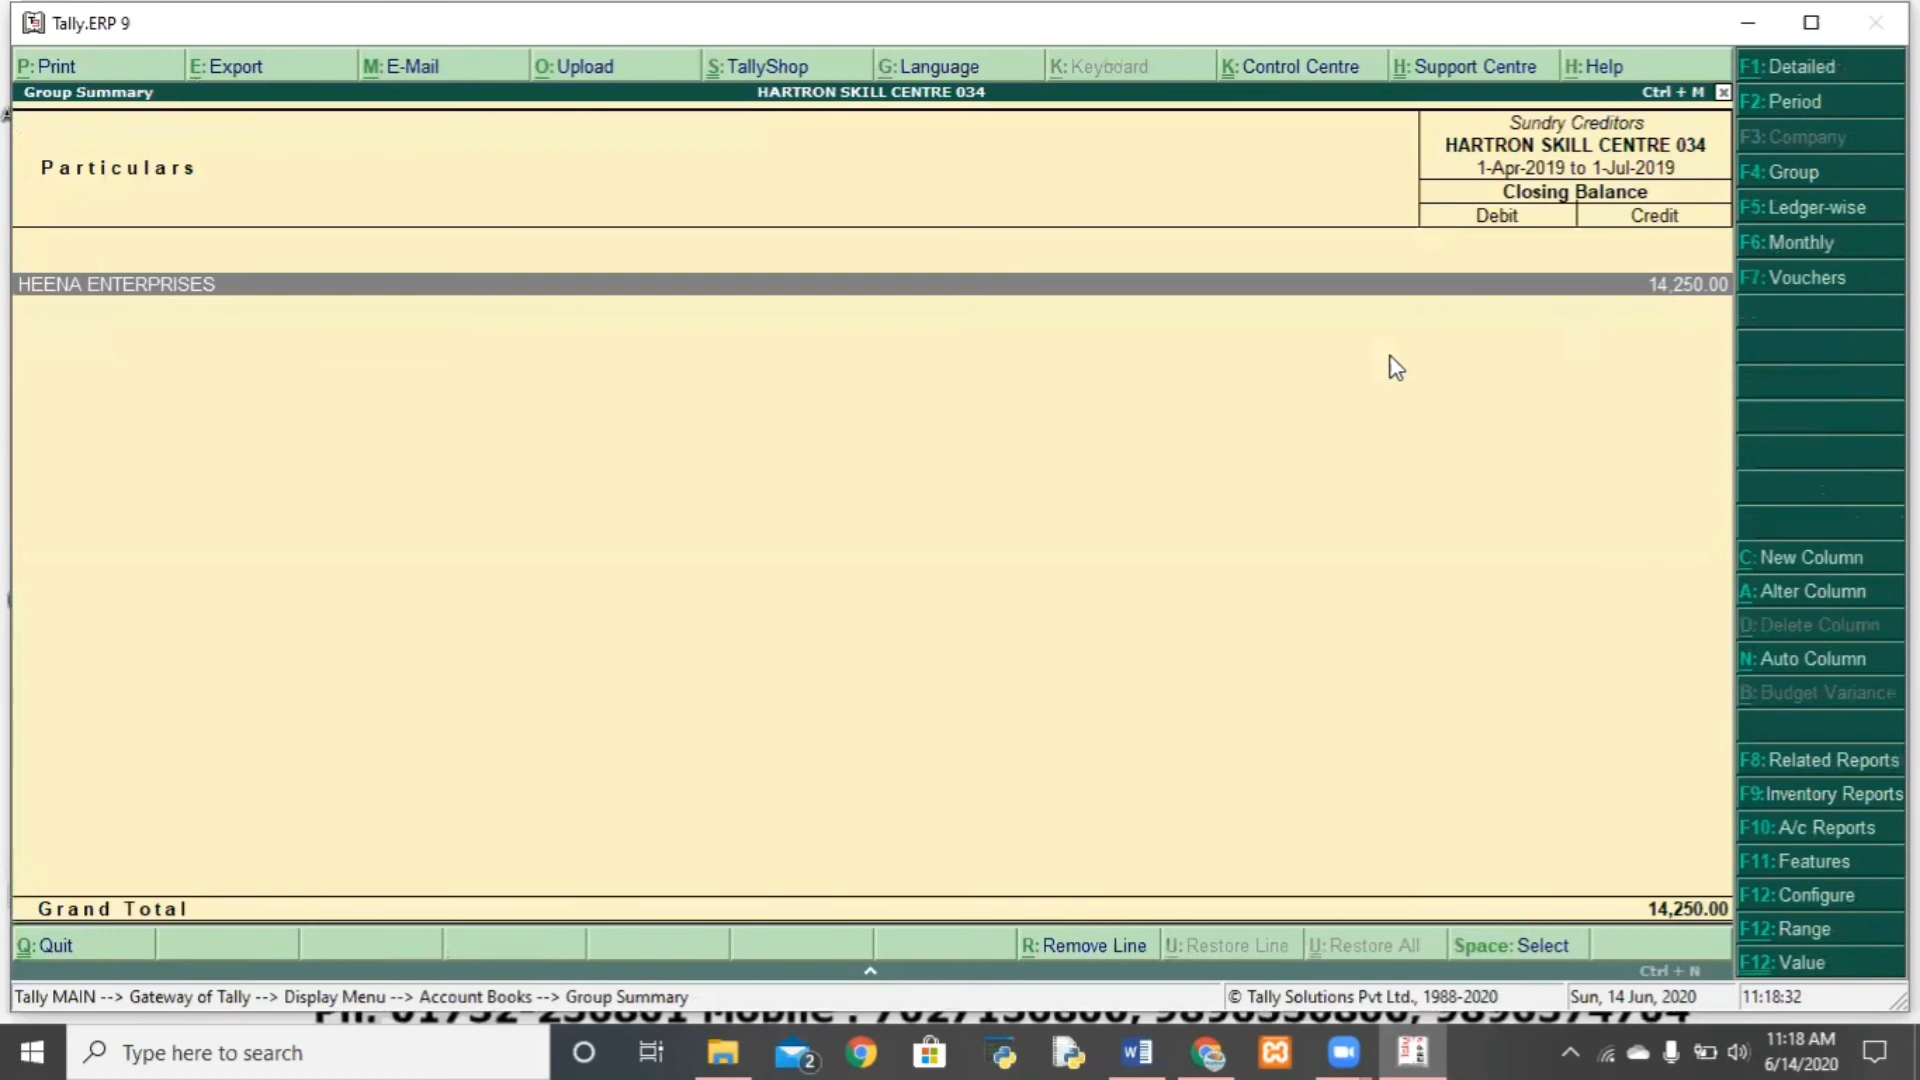 Tally.ERP 9
P: Print E: Export M: E-Mail O: Upload S: TallyShop G: Language K: Keyboard K: Control Centre H: Support Centre H: Help
Group Summary HARTRON SKILL CENTRE 034 Ctrl + M
Particulars
Sundry Creditors
HARTRON SKILL CENTRE 034
1-Apr-2019 to 1-Jul-2019
Closing Balance
Debit Credit
HEENA ENTERPRISES 14,250.00
Grand Total 14,250.00
F1: Detailed
F2: Period
F3: Company
F4: Group
F5: Ledger-wise
F6: Monthly
F7: Vouchers
C: New Column
A: Alter Column
D: Delete Column
N: Auto Column
B: Budget Variance
F8: Related Reports
F9: Inventory Reports
F10: A/c Reports
F11: Features
F12: Configure
F12: Range
F12: Value
Q: Quit R: Remove Line U: Restore Line U: Restore All Space: Select
Ctrl + N
Tally MAIN --> Gateway of Tally --> Display Menu --> Account Books --> Group Summary © Tally Solutions Pvt Ltd., 1988-2020 Sun, 14 Jun, 2020 11:18:32
Type here to search
2
11:18 AM
6/14/2020